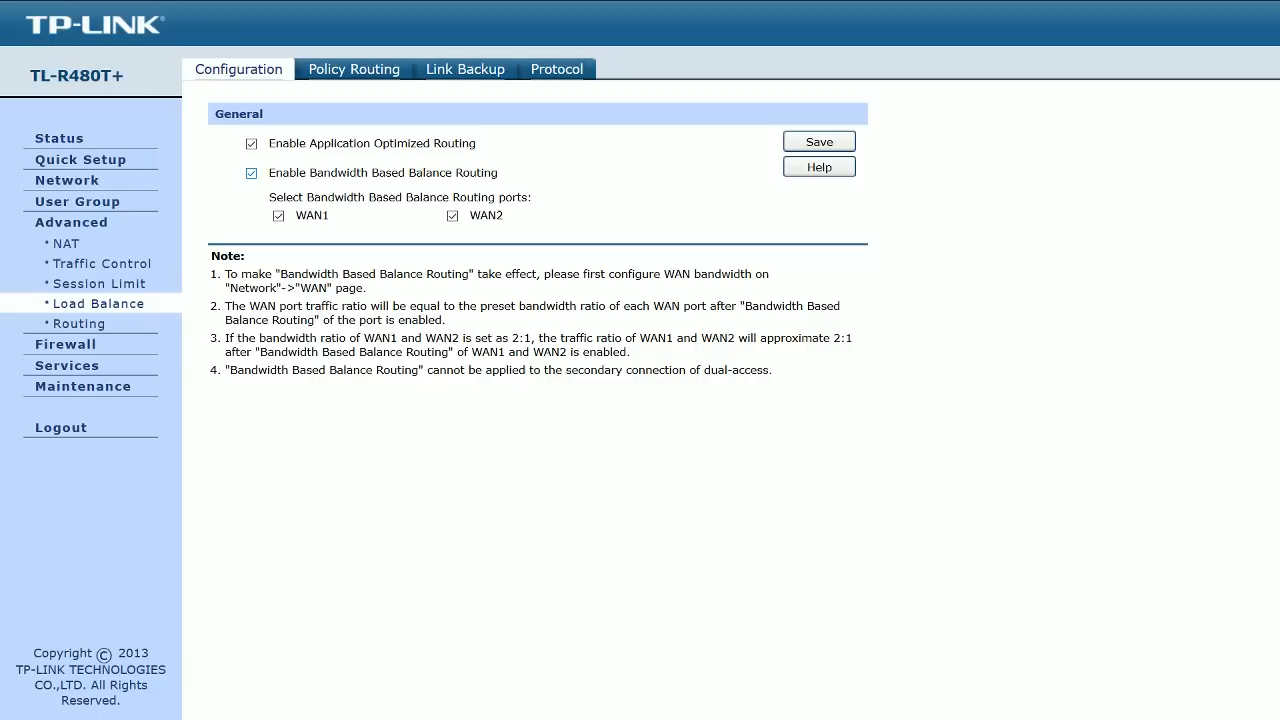 TP-LINK
TL-R480T+
Configuration
Policy Routing
Link Backup
Protocol
Status
Quick Setup
Network
User Group
Advanced
• NAT
• Traffic Control
• Session Limit
• Load Balance
• Routing
Firewall
Services
Maintenance
Logout
Copyright © 2013
TP-LINK TECHNOLOGIES
CO.,LTD. All Rights
Reserved.
General
Enable Application Optimized Routing
Save
Enable Bandwidth Based Balance Routing
Help
Select Bandwidth Based Balance Routing ports:
WAN1
WAN2
Note:
1. To make "Bandwidth Based Balance Routing" take effect, please first configure WAN bandwidth on
"Network"->"WAN" page.
2. The WAN port traffic ratio will be equal to the preset bandwidth ratio of each WAN port after "Bandwidth Based
Balance Routing" of the port is enabled.
3. If the bandwidth ratio of WAN1 and WAN2 is set as 2:1, the traffic ratio of WAN1 and WAN2 will approximate 2:1
after "Bandwidth Based Balance Routing" of WAN1 and WAN2 is enabled.
4. "Bandwidth Based Balance Routing" cannot be applied to the secondary connection of dual-access.